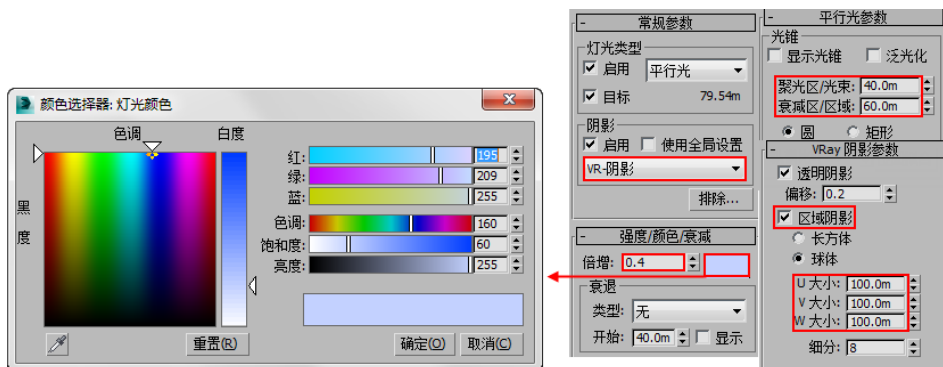 颜色选择器: 灯光颜色
色调
白度
黑
度
红: 195
绿: 209
蓝: 255
色调: 160
饱和度: 60
亮度: 255
重置(R)
确定(O)
取消(C)
- 常规参数
灯光类型
启用 平行光
目标 79.54m
阴影
启用 使用全局设置
VR-阴影
排除...
- 强度/颜色/衰减
倍增: 0.4
衰退
类型: 无
开始: 40.0m 显示
- 平行光参数
光锥
显示光锥 泛光化
聚光区/光束: 40.0m
衰减区/区域: 60.0m
圆 矩形
- VRay 阴影参数
透明阴影
偏移: 0.2
区域阴影
长方体
球体
U 大小: 100.0m
V 大小: 100.0m
W 大小: 100.0m
细分: 8